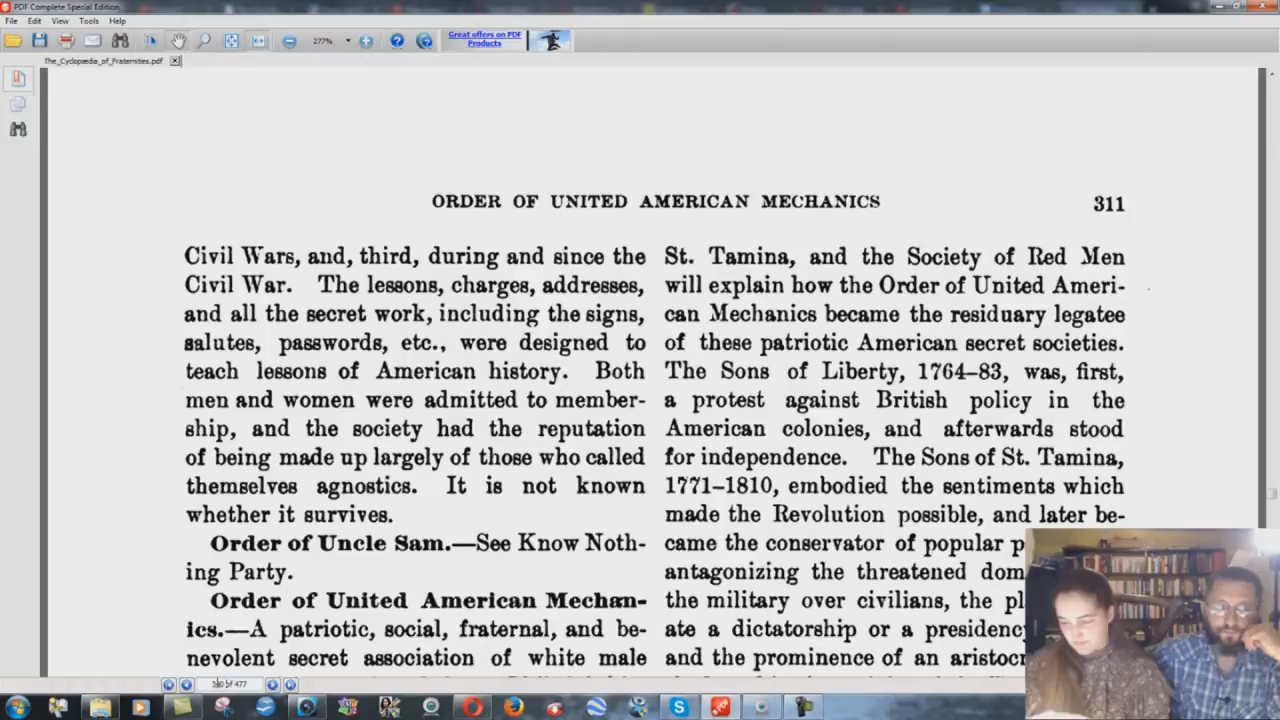 PDF Complete Special Edition
File Edit View Tools Help
277%
Great offers on PDF
Products
The_Cyclopaedia_of_Fraternities.pdf
ORDER OF UNITED AMERICAN MECHANICS
311
Civil Wars, and, third, during and since the
Civil War. The lessons, charges, addresses,
and all the secret work, including the signs,
salutes, passwords, etc., were designed to
teach lessons of American history. Both
men and women were admitted to member-
ship, and the society had the reputation
of being made up largely of those who called
themselves agnostics. It is not known
whether it survives.
Order of Uncle Sam.—See Know Noth-
ing Party.
Order of United American Mechan-
ics.—A patriotic, social, fraternal, and be-
nevolent secret association of white male
St. Tamina, and the Society of Red Men
will explain how the Order of United Ameri-
can Mechanics became the residuary legatee
of these patriotic American secret societies.
The Sons of Liberty, 1764–83, was, first,
a protest against British policy in the
American colonies, and afterwards stood
for independence. The Sons of St. Tamina,
1771–1810, embodied the sentiments which
made the Revolution possible, and later be-
came the conservator of popular p
antagonizing the threatened dom
the military over civilians, the pl
ate a dictatorship or a presidency
and the prominence of an aristocr
of 477